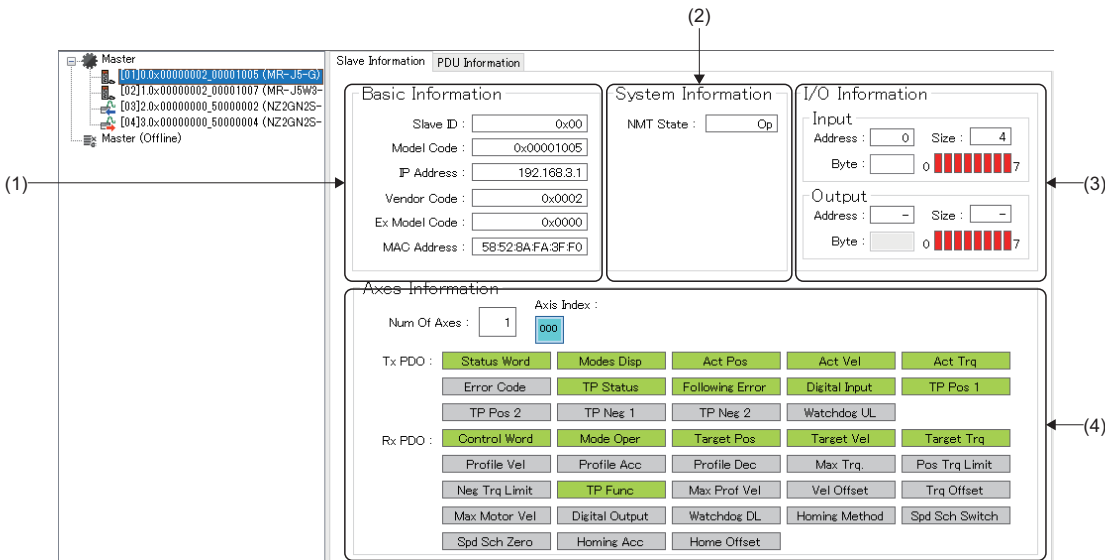 (2)
Master
[01]0.0x00000002_00001005 (MR-J5-G)
[02]1.0x00000002_00001007 (MR-J5W3-
[03]2.0x00000000_50000002 (NZ2GN2S-
[04]3.0x00000000_50000004 (NZ2GN2S-
Master (Offline)
Slave Information PDU Information
(1)
Basic Information
Slave ID : 0x00
Model Code : 0x00001005
IP Address : 192.168.3.1
Vendor Code : 0x0002
Ex Model Code : 0x0000
MAC Address : 58:52:8A:FA:3F:F0
System Information
NMT State : Op
I/O Information
Input
Address : 0 Size : 4
Byte : 0 7
Output
Address : - Size : -
Byte : 0 7
(3)
Axes Information
Num Of Axes : 1 Axis Index :
000
Tx PDO : Status Word Modes Disp Act Pos Act Vel Act Trq
Error Code TP Status Following Error Digital Input TP Pos 1
TP Pos 2 TP Neg 1 TP Neg 2 Watchdog UL
Rx PDO : Control Word Mode Oper Target Pos Target Vel Target Trq
Profile Vel Profile Acc Profile Dec Max Trq. Pos Trq Limit
Neg Trq Limit TP Func Max Prof Vel Vel Offset Trq Offset
Max Motor Vel Digital Output Watchdog DL Homing Method Spd Sch Switch
Spd Sch Zero Homing Acc Home Offset
(4)